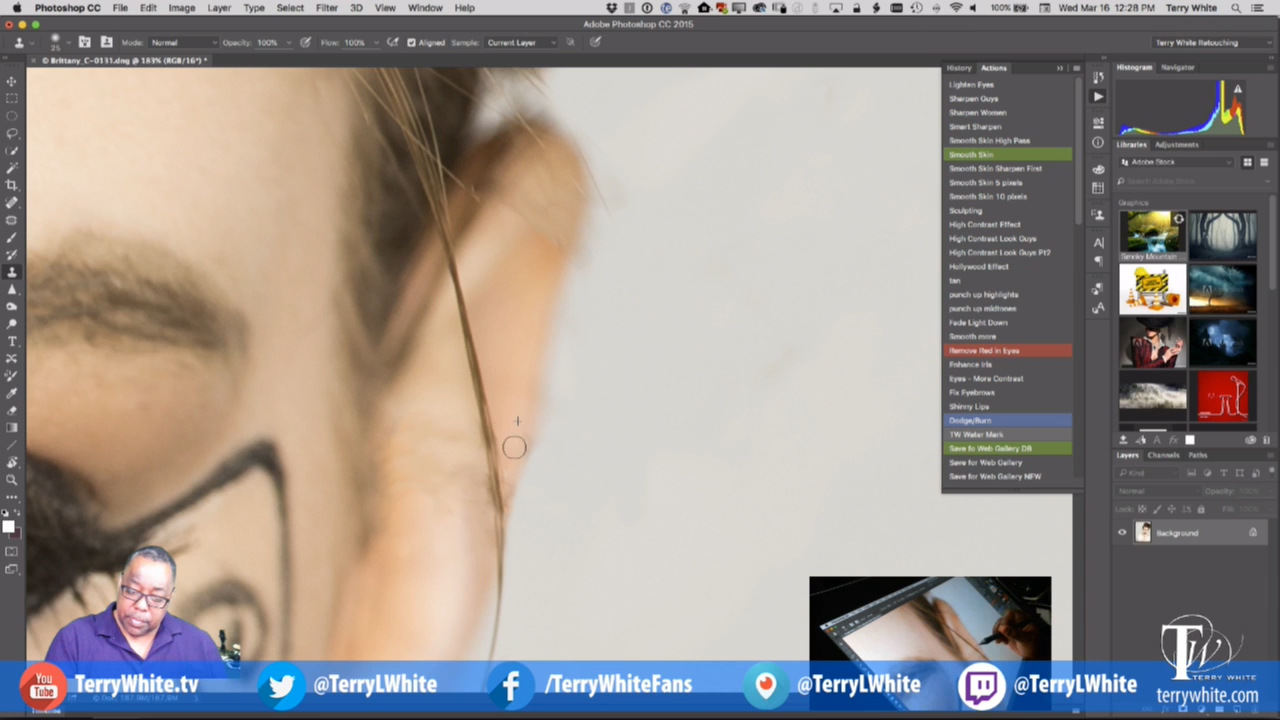 Photoshop CC File Edit Image Layer Type Select Filter 3D View Window Help
100% Wed Mar 16 12:28 PM Terry White
Adobe Photoshop CC 2015
25 Mode: Normal Opacity: 100% Flow: 100% Aligned Sample: Current Layer Terry White Retouching
© Brittany_C-0131.dng @ 183% (RGB/16*) *
History Actions
Lighten Eyes
Sharpen Guys
Sharpen Women
Smart Sharpen
Smooth Skin High Pass
Smooth Skin
Smooth Skin Sharpen First
Smooth Skin 5 pixels
Smooth Skin 10 pixels
Sculpting
High Contrast Effect
High Contrast Look Guys
High Contrast Look Guys Pt2
Hollywood Effect
tan
punch up highlights
punch up midtones
Fade Light Down
Smooth more
Remove Red in Eyes
Enhance Iris
Eyes - More Contrast
Fix Eyebrows
Shinny Lips
Dodge/Burn
TW Water Mark
Save to Web Gallery DB
Save for Web Gallery
Save for Web Gallery NFW
Histogram Navigator
Libraries Adjustments
Adobe Stock
Search Adobe Stock
Graphics
Smoky Mountain
Layers Channels Paths
Kind
Normal Opacity: 100%
Lock: Fill: 100%
Background
TW
TERRY WHITE
terrywhite.com
You Tube TerryWhite.tv @TerryLWhite /TerryWhiteFans @TerryLWhite @TerryLWhite